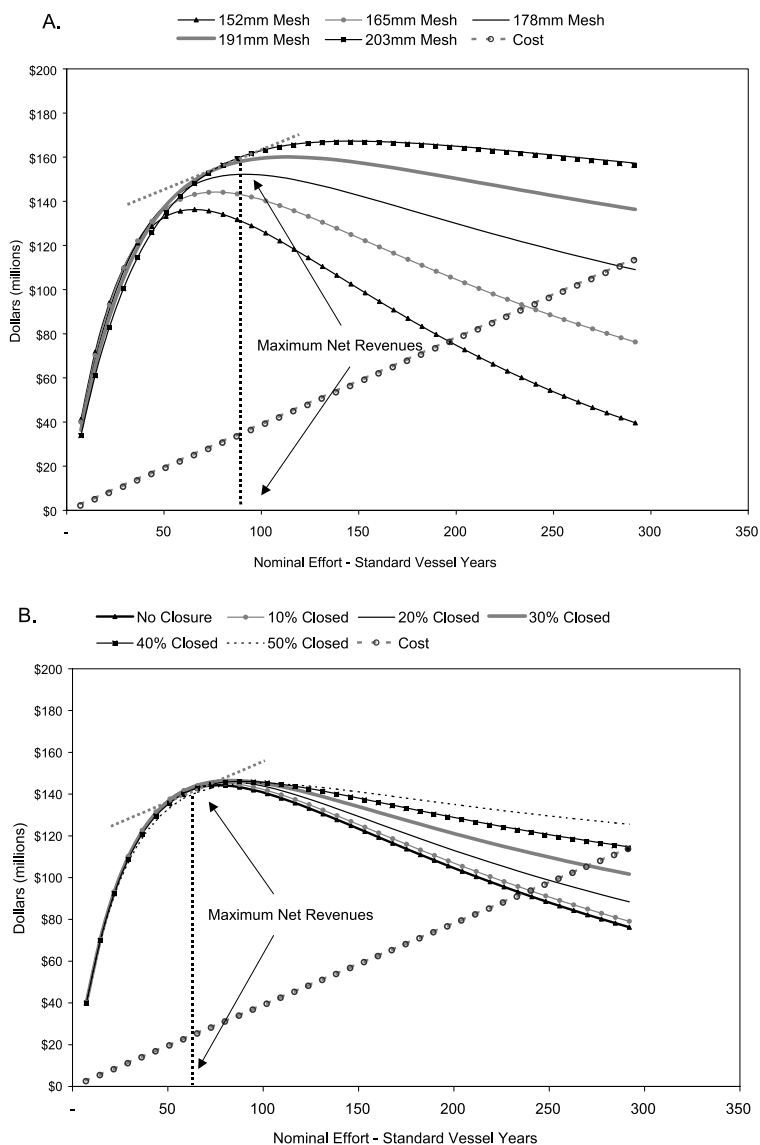 A.
152mm Mesh 165mm Mesh 178mm Mesh
191mm Mesh 203mm Mesh Cost
$200
$180
$160
$140
$120
$100
$80
$60
$40
$20
$0
Dollars (millions)
Maximum Net Revenues
- 50 100 150 200 250 300 350
Nominal Effort - Standard Vessel Years
B.
No Closure 10% Closed 20% Closed 30% Closed
40% Closed 50% Closed Cost
$200
$180
$160
$140
$120
$100
$80
$60
$40
$20
$0
Dollars (millions)
Maximum Net Revenues
- 50 100 150 200 250 300 350
Nominal Effort - Standard Vessel Years